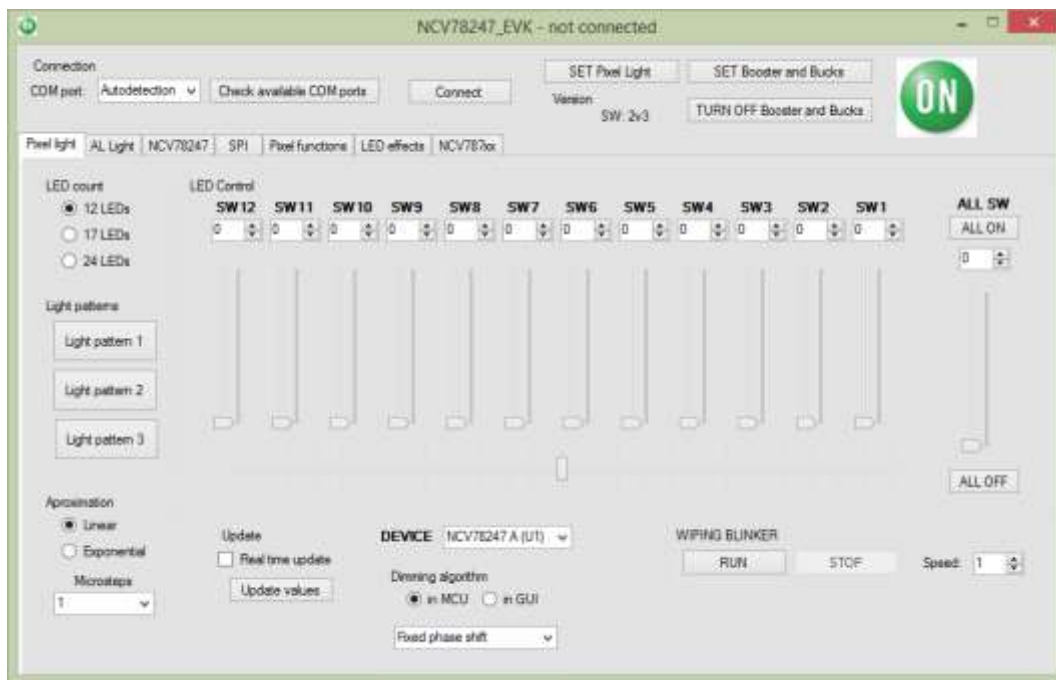 NCV78247_EVK - not connected
Connection
COM port: Autodetection Check available COM ports Connect
SET Pixel Light SET Booster and Bucks
Version
SW: 2v3
TURN OFF Booster and Bucks
ON
Pixel light AL Light NCV78247 SPI Pixel functions LED effects NCV787xx
LED count
12 LEDs
17 LEDs
24 LEDs
LED Control
SW12 SW11 SW10 SW9 SW8 SW7 SW6 SW5 SW4 SW3 SW2 SW1
0 0 0 0 0 0 0 0 0 0 0 0
ALL SW
ALL ON
0
Light patterns
Light pattern 1
Light pattern 2
Light pattern 3
ALL OFF
Aproximation
Linear
Exponential
Microsteps
1
Update
Real time update
Update values
DEVICE NCV78247 A (U1)
Dimming algorithm
in MCU in GUI
Fixed phase shift
WIPING BLINKER
RUN STOP Speed: 1